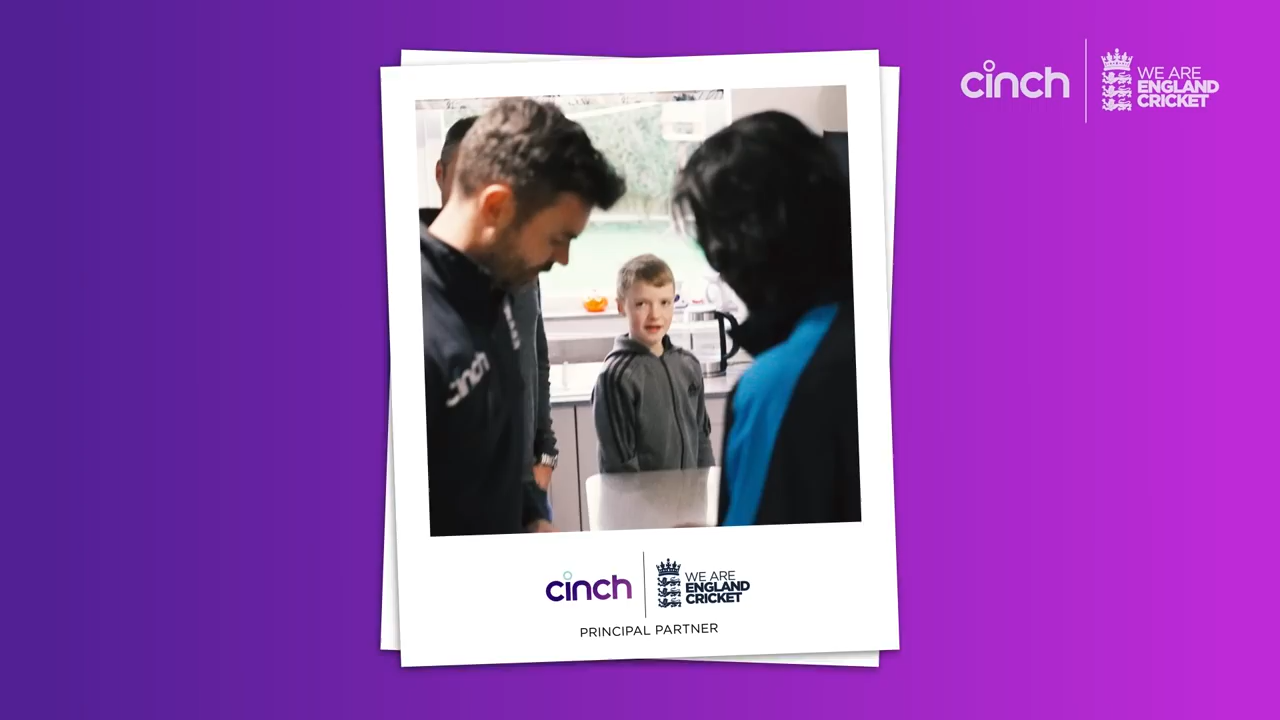 cinch
WE ARE
ENGLAND
CRICKET
cinch
cinch
WE ARE
ENGLAND
CRICKET
PRINCIPAL PARTNER